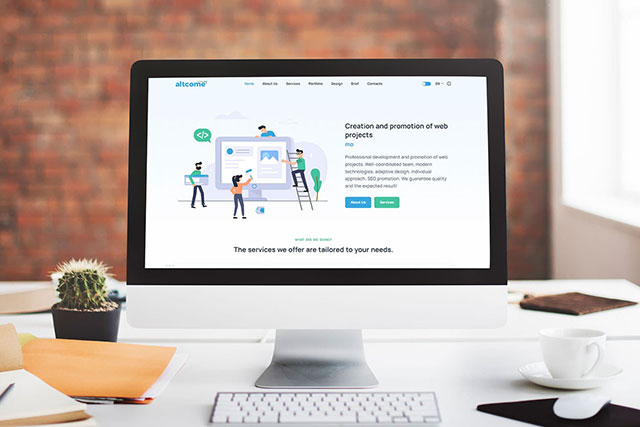 altcome
Home About Us Services Portfolio Design Brief Contacts EN
</>
Creation and promotion of web
projects
Professional development and promotion of web
projects. Well-coordinated team, modern
technologies, adaptive design, individual
approach, SEO promotion. We guarantee quality
and the expected result!
About Us Services
WHAT ARE WE DOING?
The services we offer are tailored to your needs.